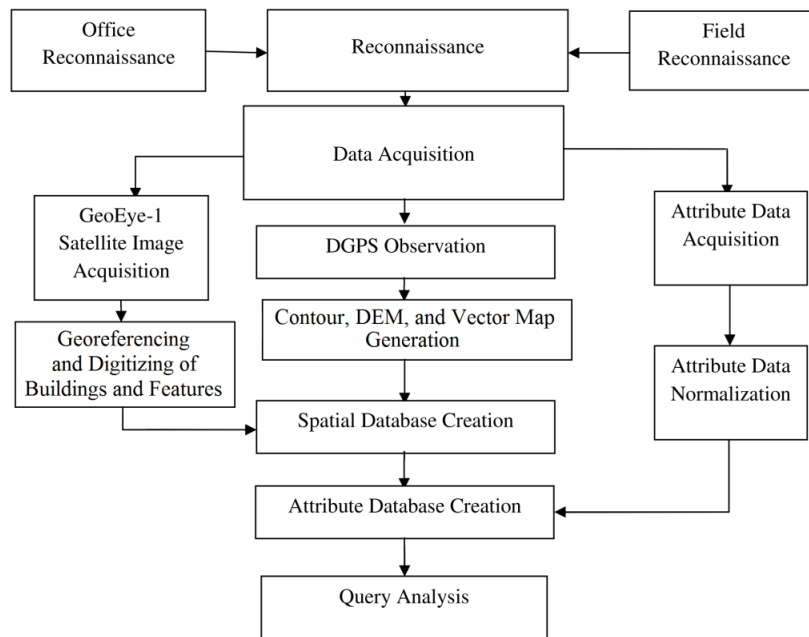 Office
Reconnaissance
Reconnaissance
Field
Reconnaissance
Data Acquisition
GeoEye-1
Satellite Image
Acquisition
DGPS Observation
Attribute Data
Acquisition
Contour, DEM, and Vector Map
Generation
Georeferencing
and Digitizing of
Buildings and Features
Attribute Data
Normalization
Spatial Database Creation
Attribute Database Creation
Query Analysis